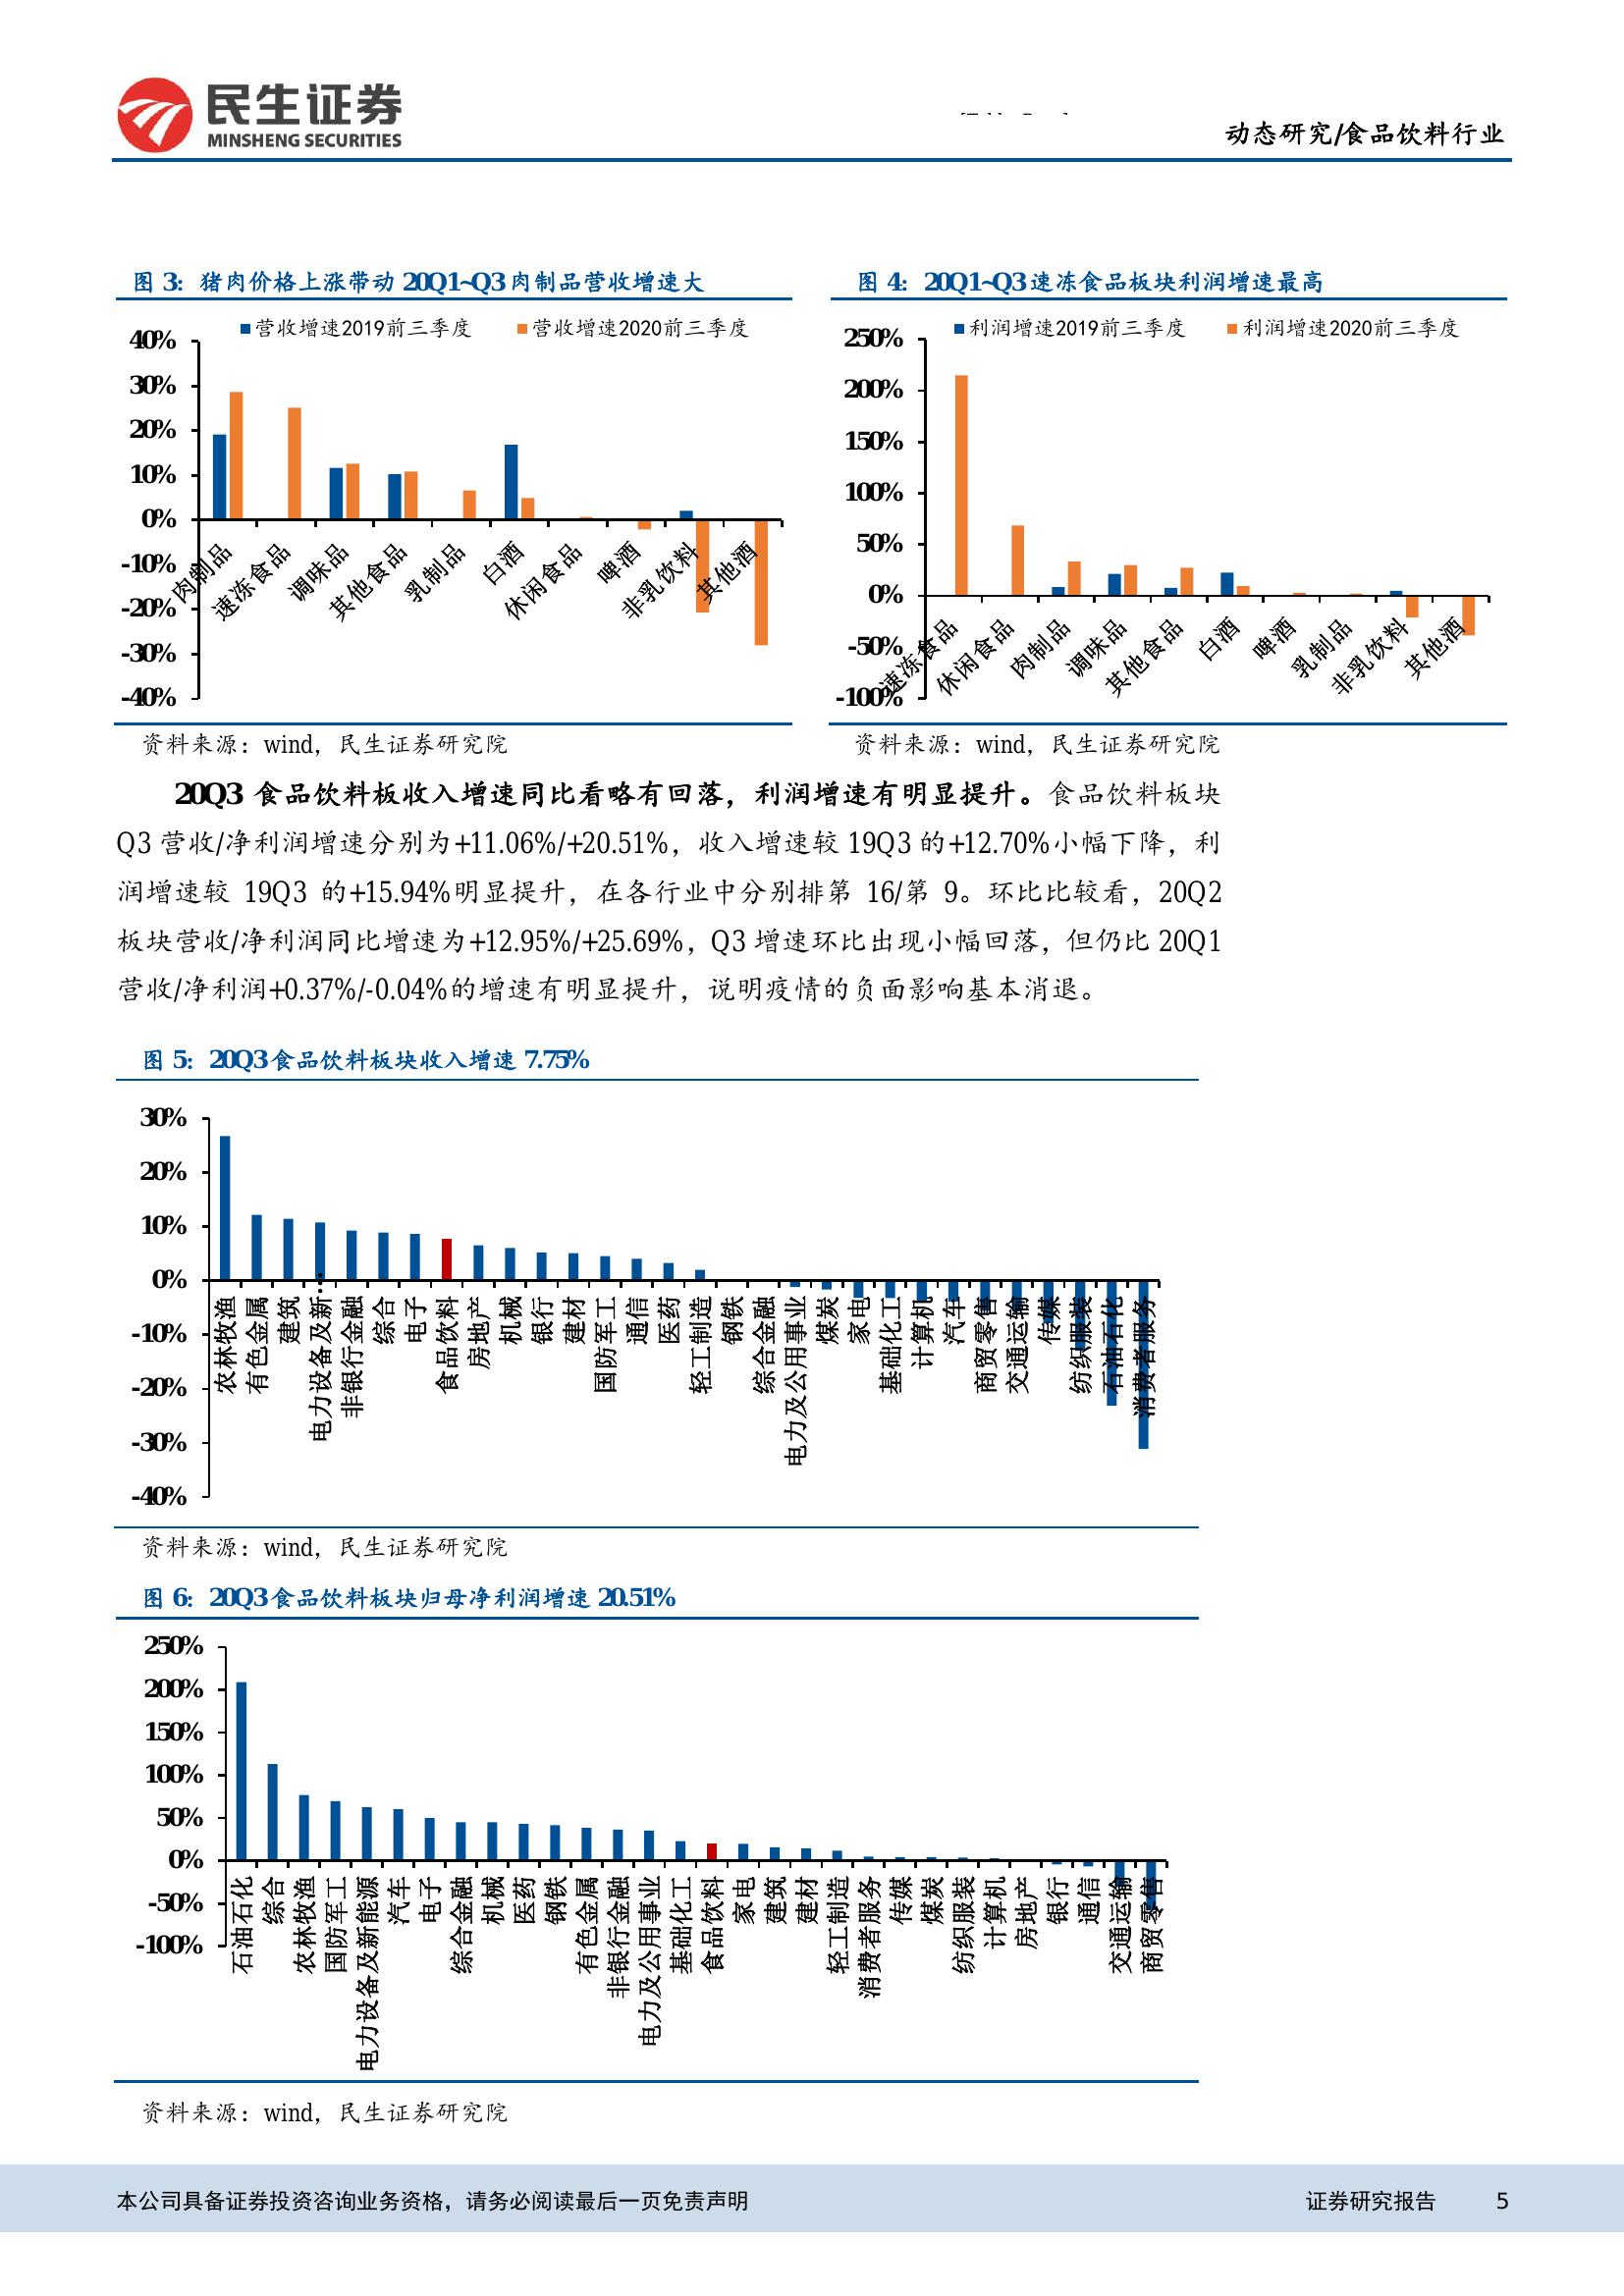 民生证券
MINSHENG SECURITIES
动态研究/食品饮料行业
图 3：猪肉价格上涨带动 20Q1~Q3 肉制品营收增速大
营收增速2019前三季度 营收增速2020前三季度
40%
30%
20%
10%
0%
-10%
-20%
-30%
-40%
肉制品 速冻食品 调味品 其他食品 乳制品 白酒 休闲食品 啤酒 非乳饮料 其他酒
资料来源：wind，民生证券研究院
图 4：20Q1~Q3 速冻食品板块利润增速最高
利润增速2019前三季度 利润增速2020前三季度
250%
200%
150%
100%
50%
0%
-50%
-100%
速冻食品 休闲食品 肉制品 调味品 其他食品 白酒 啤酒 乳制品 非乳饮料 其他酒
资料来源：wind，民生证券研究院
20Q3 食品饮料板收入增速同比看略有回落，利润增速有明显提升。食品饮料板块
Q3 营收/净利润增速分别为+11.06%/+20.51%，收入增速较 19Q3 的+12.70%小幅下降，利
润增速较 19Q3 的+15.94%明显提升，在各行业中分别排第 16/第 9。环比比较看，20Q2
板块营收/净利润同比增速为+12.95%/+25.69%，Q3 增速环比出现小幅回落，但仍比 20Q1
营收/净利润+0.37%/-0.04%的增速有明显提升，说明疫情的负面影响基本消退。
图 5：20Q3 食品饮料板块收入增速 7.75%
30%
20%
10%
0%
-10%
-20%
-30%
-40%
农林牧渔 有色金属 建筑 电力设备及新… 非银行金融 综合 电子 食品饮料 房地产 机械 银行 建材 国防军工 通信 医药 轻工制造 钢铁 综合金融 电力及公用事业 煤炭 家电 基础化工 计算机 汽车 商贸零售 交通运输 传媒 纺织服装 石油石化 消费者服务
资料来源：wind，民生证券研究院
图 6：20Q3 食品饮料板块归母净利润增速 20.51%
250%
200%
150%
100%
50%
0%
-50%
-100%
石油石化 综合 农林牧渔 国防军工 电力设备及新能源 汽车 电子 综合金融 机械 医药 钢铁 有色金属 非银行金融 电力及公用事业 基础化工 食品饮料 家电 建筑 建材 轻工制造 消费者服务 传媒 煤炭 纺织服装 计算机 房地产 银行 通信 交通运输 商贸零售
资料来源：wind，民生证券研究院
本公司具备证券投资咨询业务资格，请务必阅读最后一页免责声明
证券研究报告 5